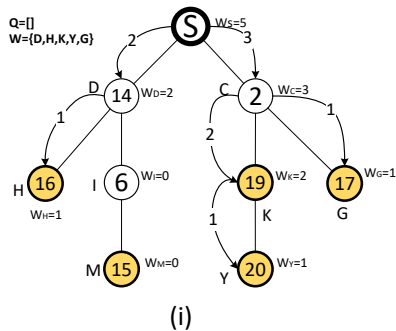 Q=[]
W={D,H,K,Y,G}
S
Ws=5
2
3
D
14
WD=2
C
2
Wc=3
1
2
1
H
16
WH=1
I
6
WI=0
19
WK=2
K
17
WG=1
G
1
M
15
WM=0
Y
20
WY=1
(i)